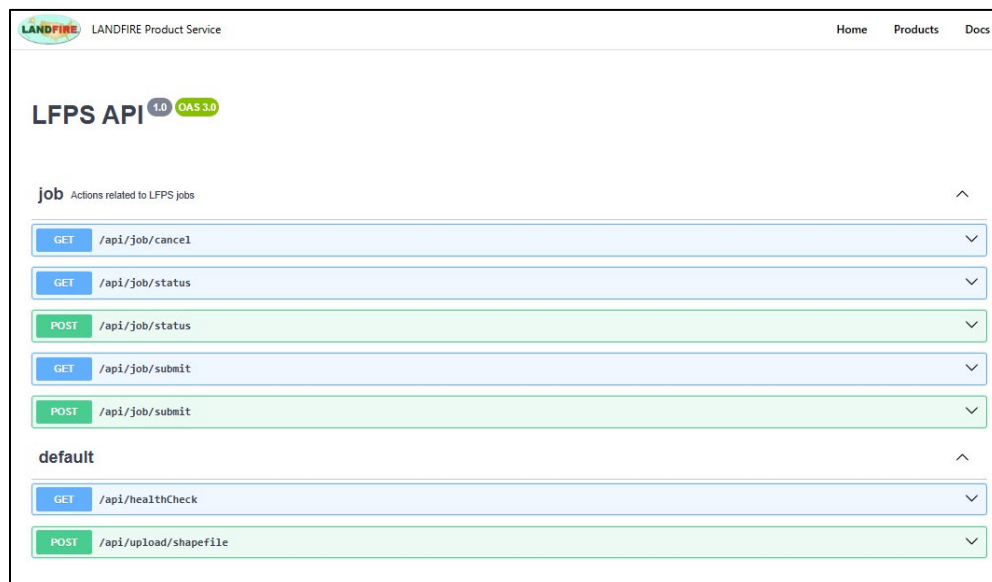 LANDFIRE LANDFIRE Product Service Home Products Docs
LFPS API 1.0 OAS 3.0
job Actions related to LFPS jobs
GET /api/job/cancel
GET /api/job/status
POST /api/job/status
GET /api/job/submit
POST /api/job/submit
default
GET /api/healthCheck
POST /api/upload/shapefile